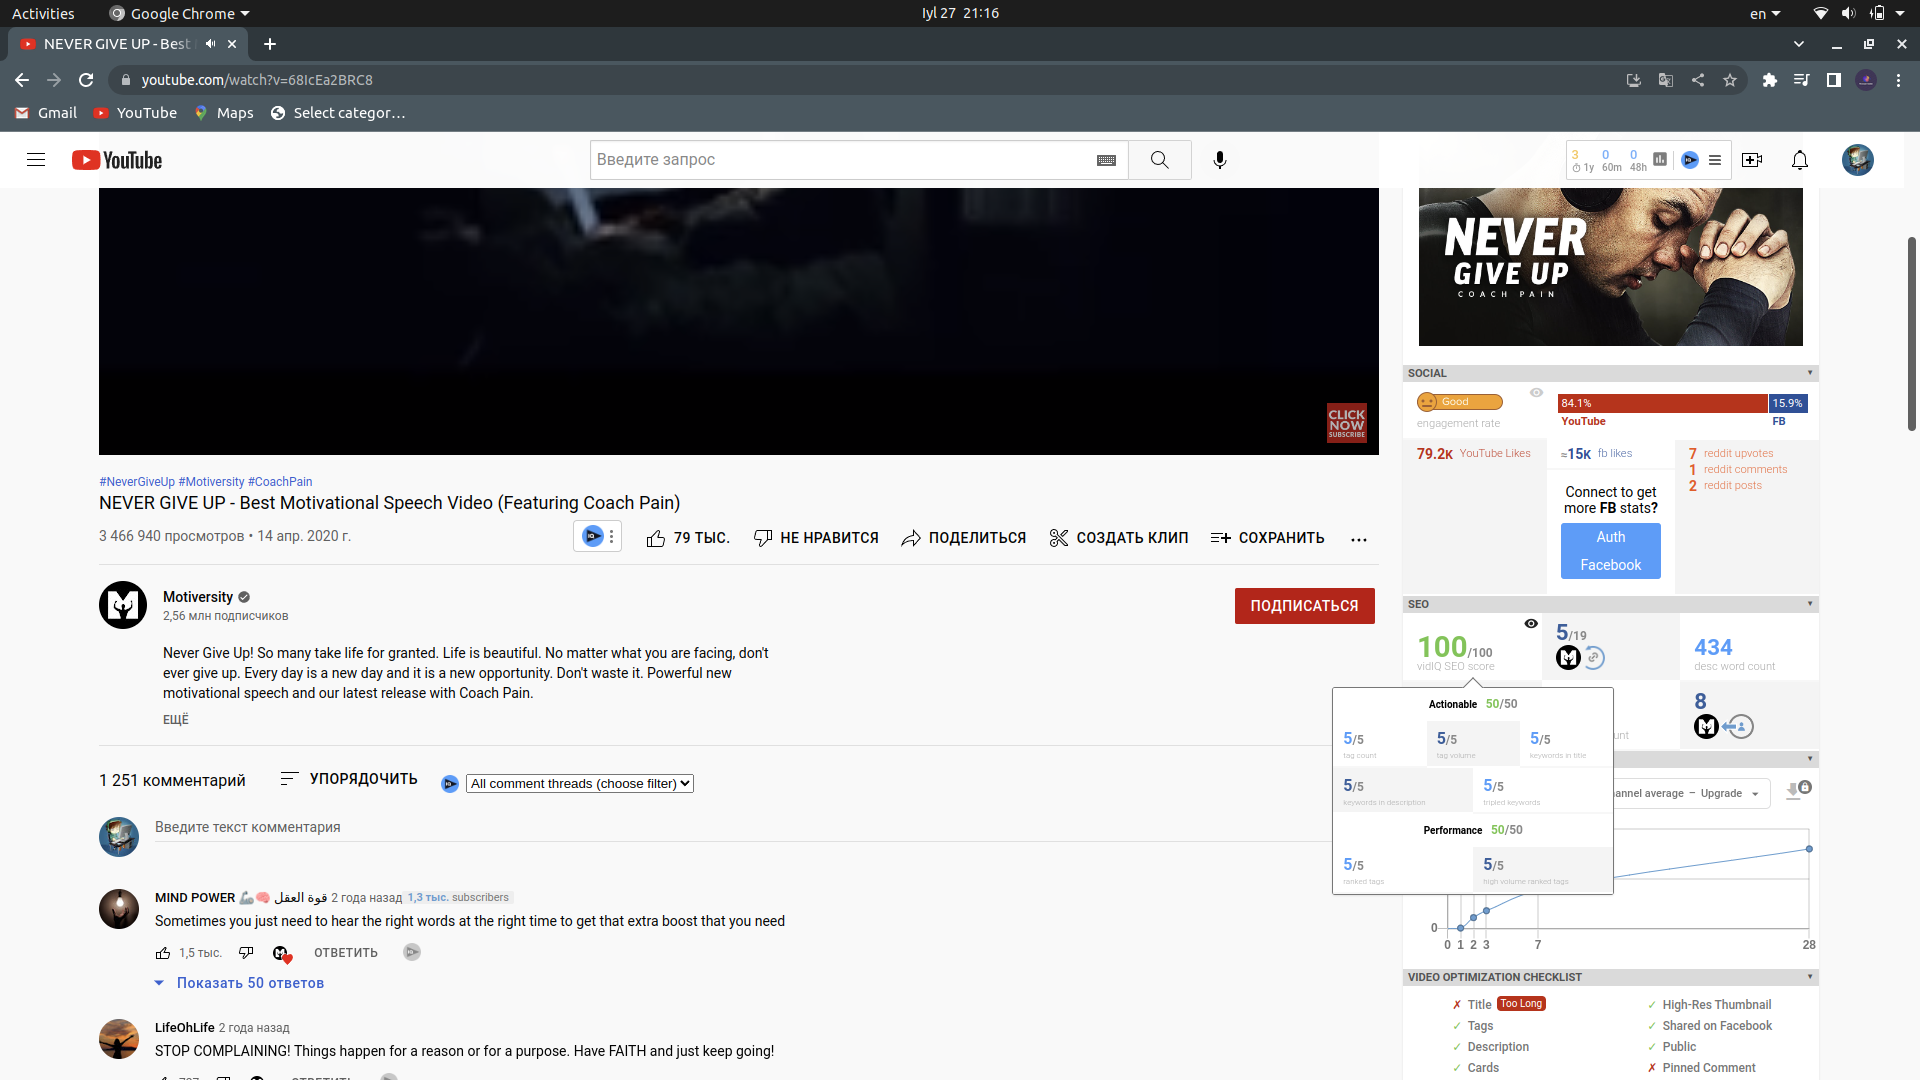 Activities
Google Chrome
Iyl 27 21:16
en
NEVER GIVE UP - Best
youtube.com/watch?v=68IcEa2BRC8
Gmail
YouTube
Maps
Select categor…
YouTube
Введите запрос
3 0 0
1y 60m 48h
NEVER
GIVE UP
COACH PAIN
CLICK
NOW
SUBSCRIBE
#NeverGiveUp #Motiversity #CoachPain
NEVER GIVE UP - Best Motivational Speech Video (Featuring Coach Pain)
3 466 940 просмотров • 14 апр. 2020 г.
79 ТЫС.
НЕ НРАВИТСЯ
ПОДЕЛИТЬСЯ
СОЗДАТЬ КЛИП
СОХРАНИТЬ
Motiversity
2,56 млн подписчиков
ПОДПИСАТЬСЯ
Never Give Up! So many take life for granted. Life is beautiful. No matter what you are facing, don't
ever give up. Every day is a new day and it is a new opportunity. Don't waste it. Powerful new
motivational speech and our latest release with Coach Pain.
ЕЩЁ
1 251 комментарий
УПОРЯДОЧИТЬ
All comment threads (choose filter)
Введите текст комментария
MIND POWER 🦾🧠 قوة العقل 2 года назад 1,3 тыс. subscribers
Sometimes you just need to hear the right words at the right time to get that extra boost that you need
1,5 тыс.
ОТВЕТИТЬ
Показать 50 ответов
LifeOhLife 2 года назад
STOP COMPLAINING! Things happen for a reason or for a purpose. Have FAITH and just keep going!
ОТВЕТИТЬ
SOCIAL
Good
engagement rate
84.1%
15.9%
YouTube
FB
79.2K YouTube Likes
≈15K fb likes
7 reddit upvotes
1 reddit comments
2 reddit posts
Connect to get
more FB stats?
Auth
Facebook
SEO
100/100
vidIQ SEO score
5/19
434
desc word count
8
Actionable 50/50
5/5
tag count
5/5
tag volume
5/5
keywords in title
5/5
keywords in description
5/5
tripled keywords
Performance 50/50
5/5
ranked tags
5/5
high volume ranked tags
unt
annel average – Upgrade
0
0 1 2 3 7 28
VIDEO OPTIMIZATION CHECKLIST
✗ Title Too Long
✓ High-Res Thumbnail
✓ Tags
✓ Shared on Facebook
✓ Description
✓ Public
✓ Cards
✗ Pinned Comment